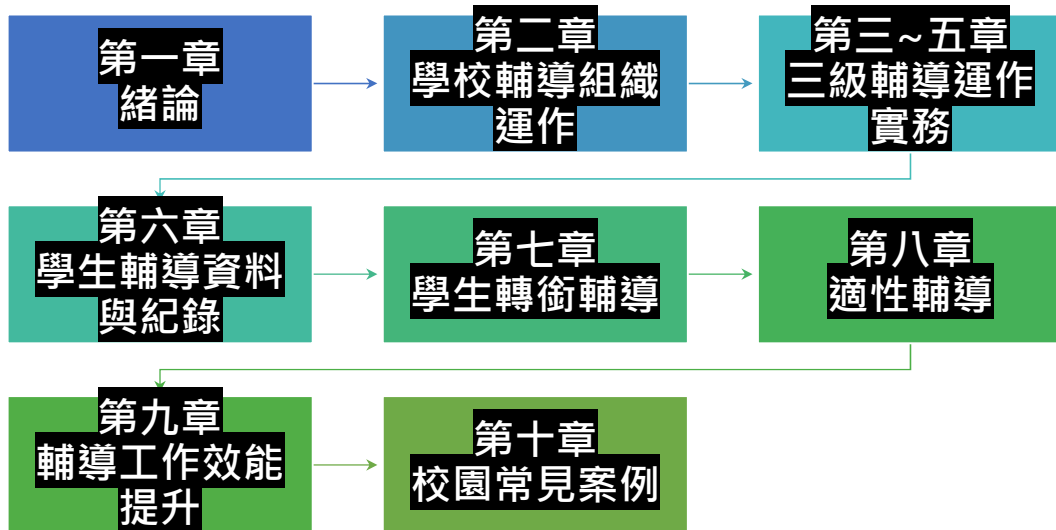 第一章
緒論
第二章
學校輔導組織
運作
第三~五章
三級輔導運作
實務
第六章
學生輔導資料
與紀錄
第七章
學生轉銜輔導
第八章
適性輔導
第九章
輔導工作效能
提升
第十章
校園常見案例